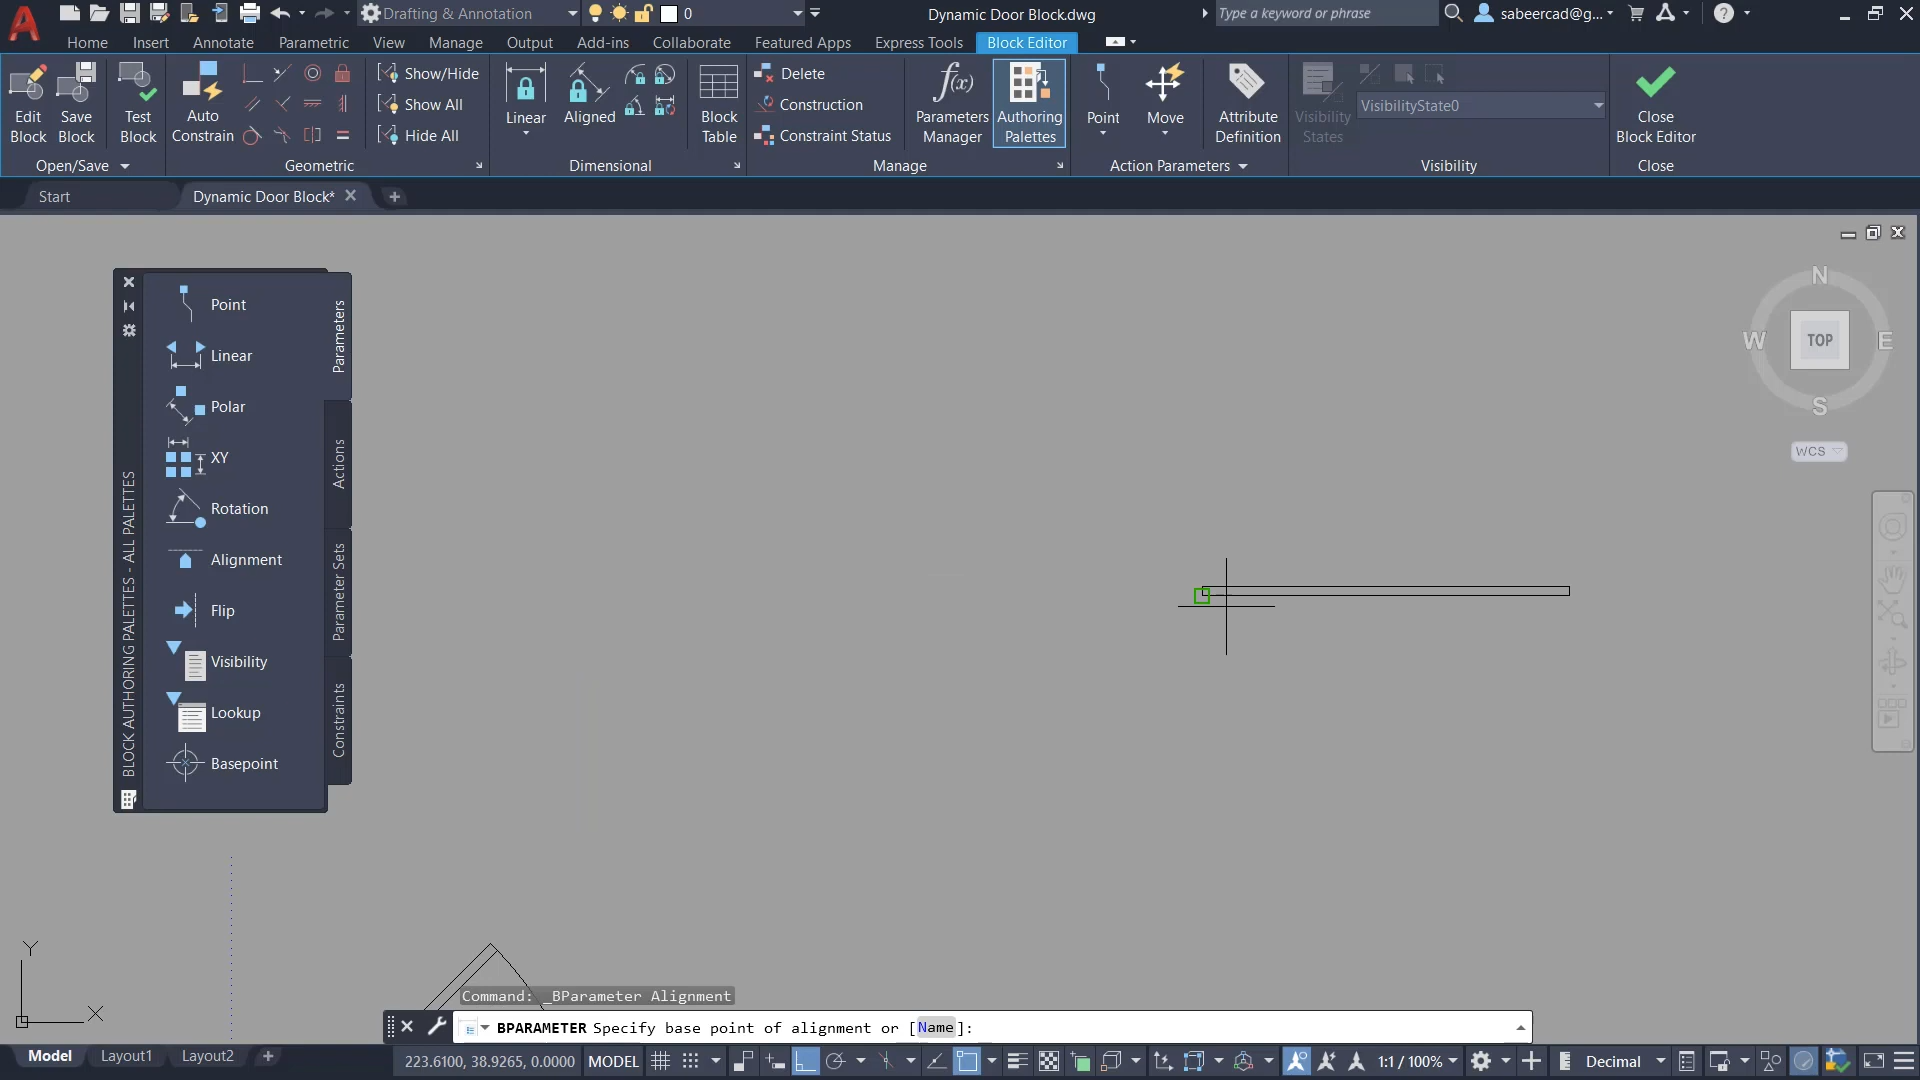 Drafting & Annotation
0
Dynamic Door Block.dwg
Type a keyword or phrase
sabeercad@g...
Home Insert Annotate Parametric View Manage Output Add-ins Collaborate Featured Apps Express Tools Block Editor
Edit Block
Save Block
Test Block
Auto Constrain
Show/Hide
Show All
Hide All
Linear
Aligned
Block Table
Delete
Construction
Constraint Status
Parameters Manager
Authoring Palettes
Point
Move
Attribute Definition
Visibility States
VisibilityState0
Close Block Editor
Open/Save Geometric Dimensional Manage Action Parameters Visibility Close
Start Dynamic Door Block*
Point
Linear
Polar
XY
Rotation
Alignment
Flip
Visibility
Lookup
Basepoint
Parameters
Actions
Parameter Sets
Constraints
BLOCK AUTHORING PALETTES - ALL PALETTES
N
W TOP E
S
WCS
Y
X
Command: _BParameter Alignment
BPARAMETER Specify base point of alignment or [Name]:
Model Layout1 Layout2
223.6100, 38.9265, 0.0000 MODEL
1:1 / 100%
Decimal